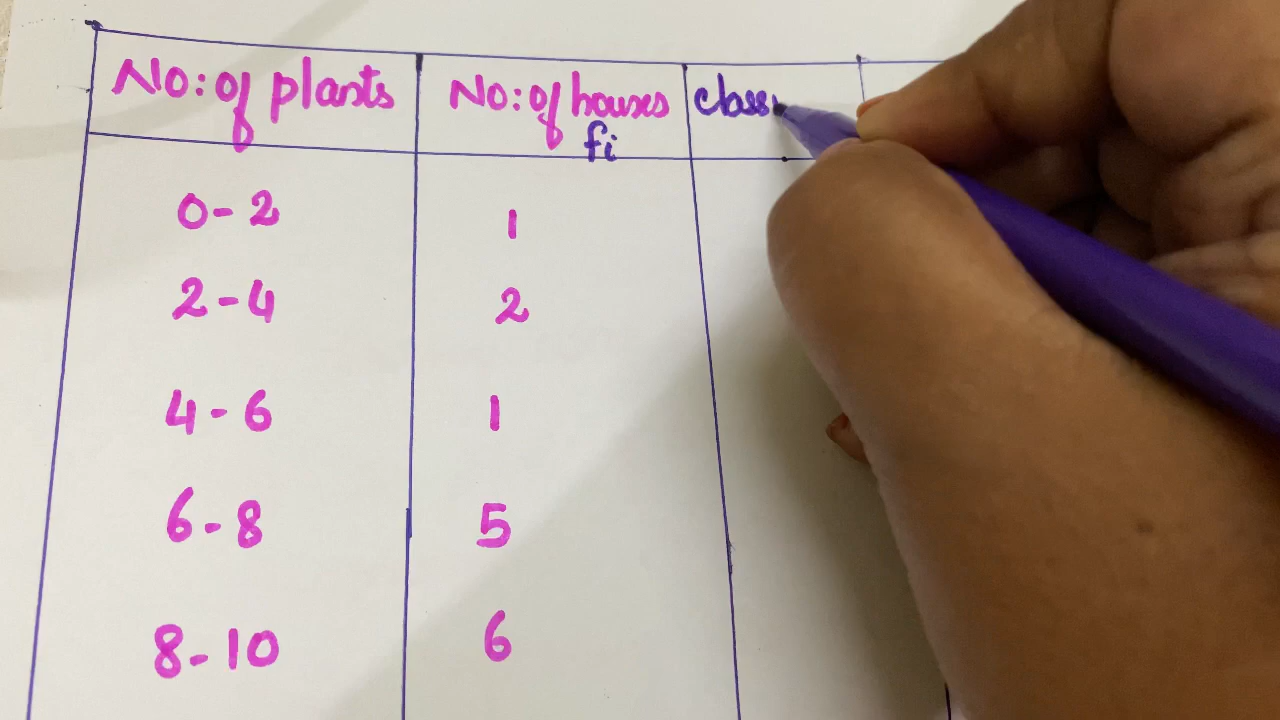 No: of plants No: of houses class
fi
0-2 1
2-4 2
4-6 1
6-8 5
8-10 6